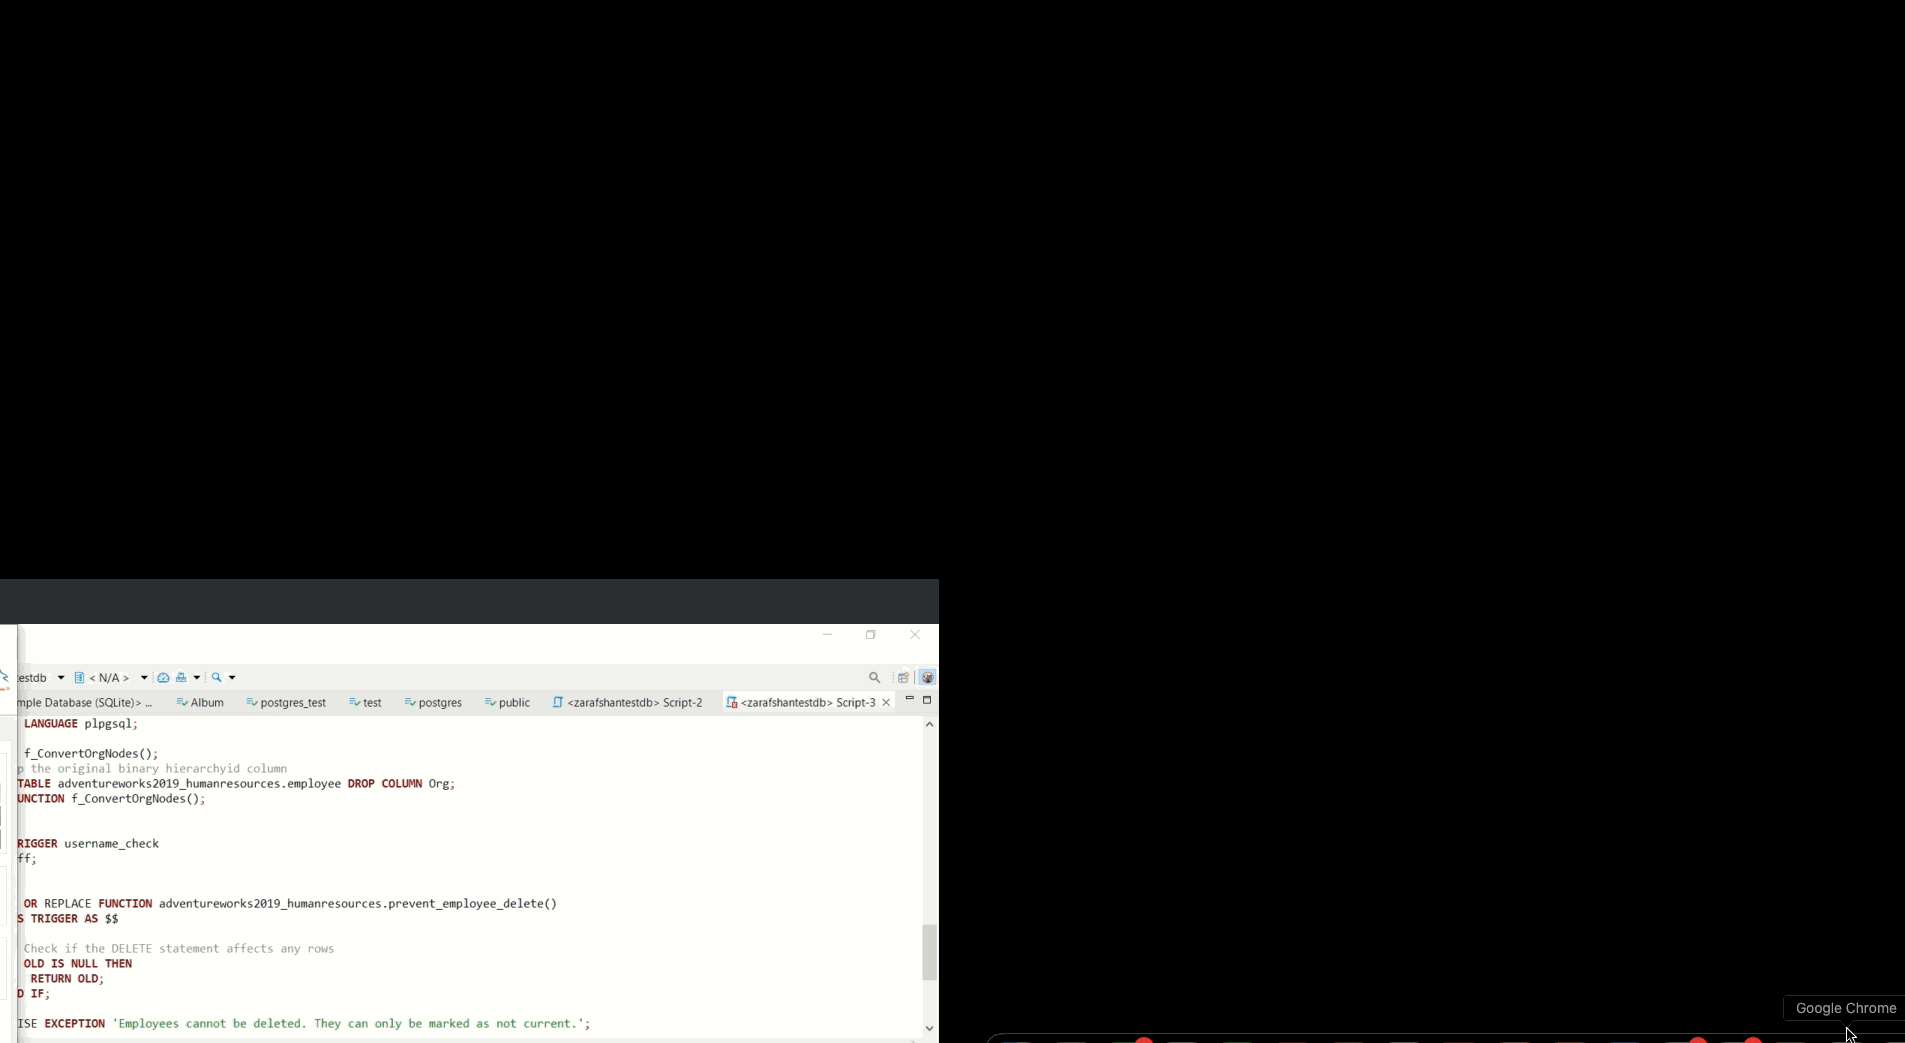 estdb < N/A >
mple Database (SQLite)> ... Album postgres_test test postgres public <zarafshantestdb> Script-2 <zarafshantestdb> Script-3
LANGUAGE plpgsql;
f_ConvertOrgNodes();
p the original binary hierarchyid column
TABLE adventureworks2019_humanresources.employee DROP COLUMN Org;
UNCTION f_ConvertOrgNodes();
RIGGER username_check
ff;
OR REPLACE FUNCTION adventureworks2019_humanresources.prevent_employee_delete()
S TRIGGER AS $$
Check if the DELETE statement affects any rows
OLD IS NULL THEN
RETURN OLD;
D IF;
ISE EXCEPTION 'Employees cannot be deleted. They can only be marked as not current.';
Google Chrome